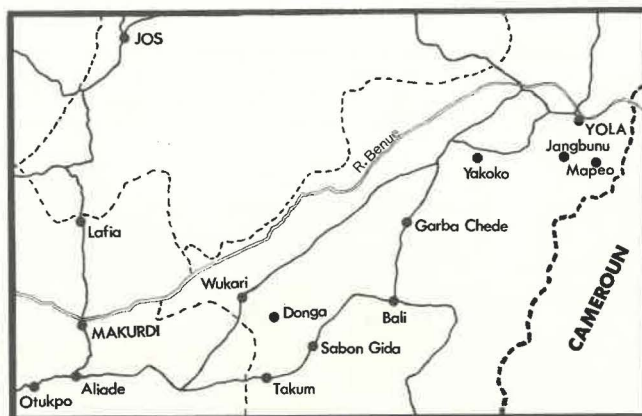 JOS
R. Benue
YOLA
Jangbunu
Yakoko
Mapeo
Lafia
Garba Chede
Wukari
Donga
Bali
CAMEROUN
MAKURDI
Sabon Gida
Otukpo
Aliade
Takum